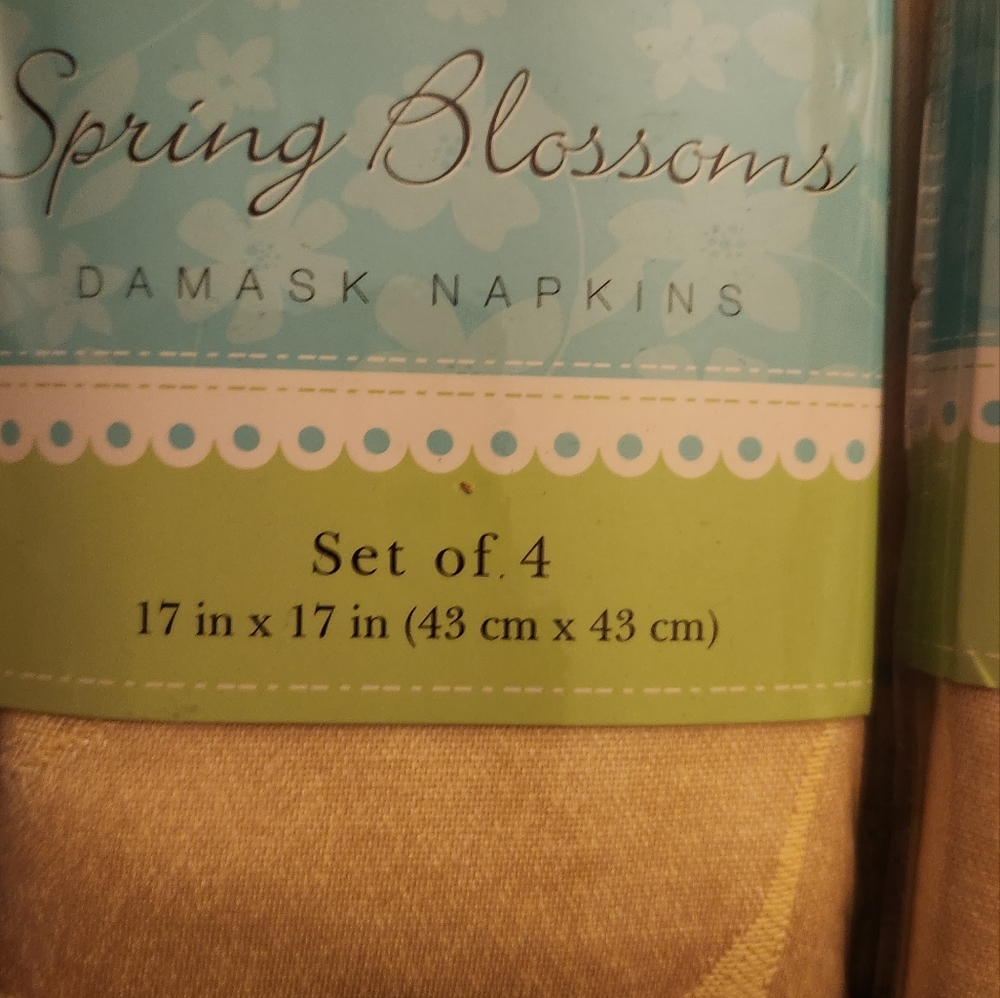 Spring Blossoms
DAMASK NAPKINS
Set of 4
17 in x 17 in (43 cm x 43 cm)